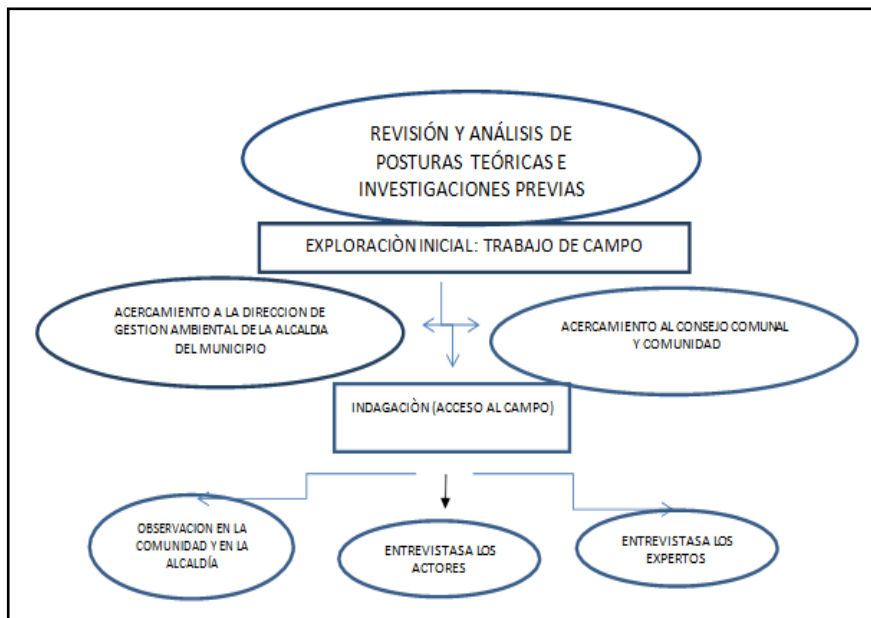 REVISIÓN Y ANÁLISIS DE
POSTURAS TEÓRICAS E
INVESTIGACIONES PREVIAS
EXPLORACIÒN INICIAL: TRABAJO DE CAMPO
ACERCAMIENTO A LA DIRECCION DE
GESTION AMBIENTAL DE LA ALCALDIA
DEL MUNICIPIO
ACERCAMIENTO AL CONSEJO COMUNAL
Y COMUNIDAD
INDAGACIÒN (ACCESO AL CAMPO)
OBSERVACION EN LA
COMUNIDAD Y EN LA
ALCALDÍA
ENTREVISTASA LOS
ACTORES
ENTREVISTASA LOS
EXPERTOS